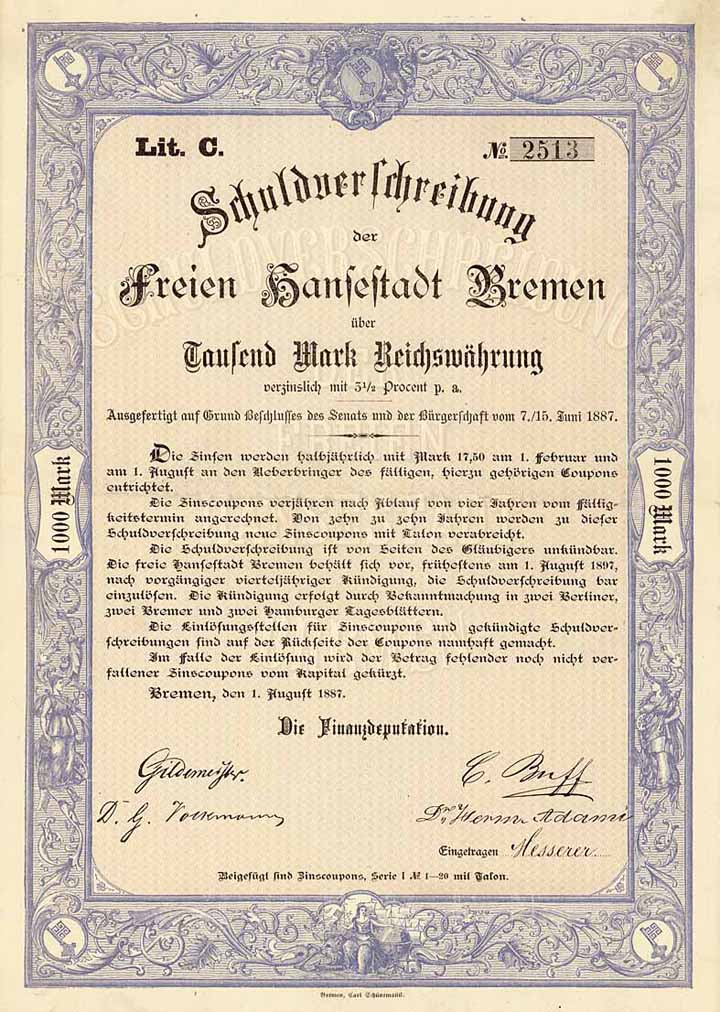 Lit. C.
№ 2513
Schuldverschreibung
der
Freien Hansestadt Bremen
über
Tausend Mark Reichswährung
verzinslich mit 3½ Procent p. a.
Ausgefertigt auf Grund Beschlusses des Senats und der Bürgerschaft vom 7./15. Juni 1887.
Die Zinsen werden halbjährlich mit Mark 17,50 am 1. Februar und
am 1. August an den Ueberbringer des fälligen, hierzu gehörigen Coupons
entrichtet.
Die Zinscoupons verjähren nach Ablauf von vier Jahren vom Fällig-
keitstermin angerechnet. Von zehn zu zehn Jahren werden zu dieser
Schuldverschreibung neue Zinscoupons mit Talon verabreicht.
Die Schuldverschreibung ist von Seiten des Gläubigers unkündbar.
Die freie Hansestadt Bremen behält sich vor, frühestens am 1. August 1897,
nach vorgängiger vierteljähriger Kündigung, die Schuldverschreibung bar
einzulösen. Die Kündigung erfolgt durch Bekanntmachung in zwei Berliner,
zwei Bremer und zwei Hamburger Tagesblättern.
Die Einlösungsstellen für Zinscoupons und gekündigte Schuldver-
schreibungen sind auf der Rückseite der Coupons namhaft gemacht.
Im Falle der Einlösung wird der Betrag fehlender noch nicht ver-
fallener Zinscoupons vom Kapital gekürzt.
Bremen, den 1. August 1887.
1000 Mark
1000 Mark
Die Finanzdeputation.
Gildemeister.
C. Buff
D. G. Volkmann
Dr. Herm. Adami
Eingetragen Messerer.
Beigefügt sind Zinscoupons, Serie I № 1—20 mit Talon.
Bremen, Carl Schünemann.